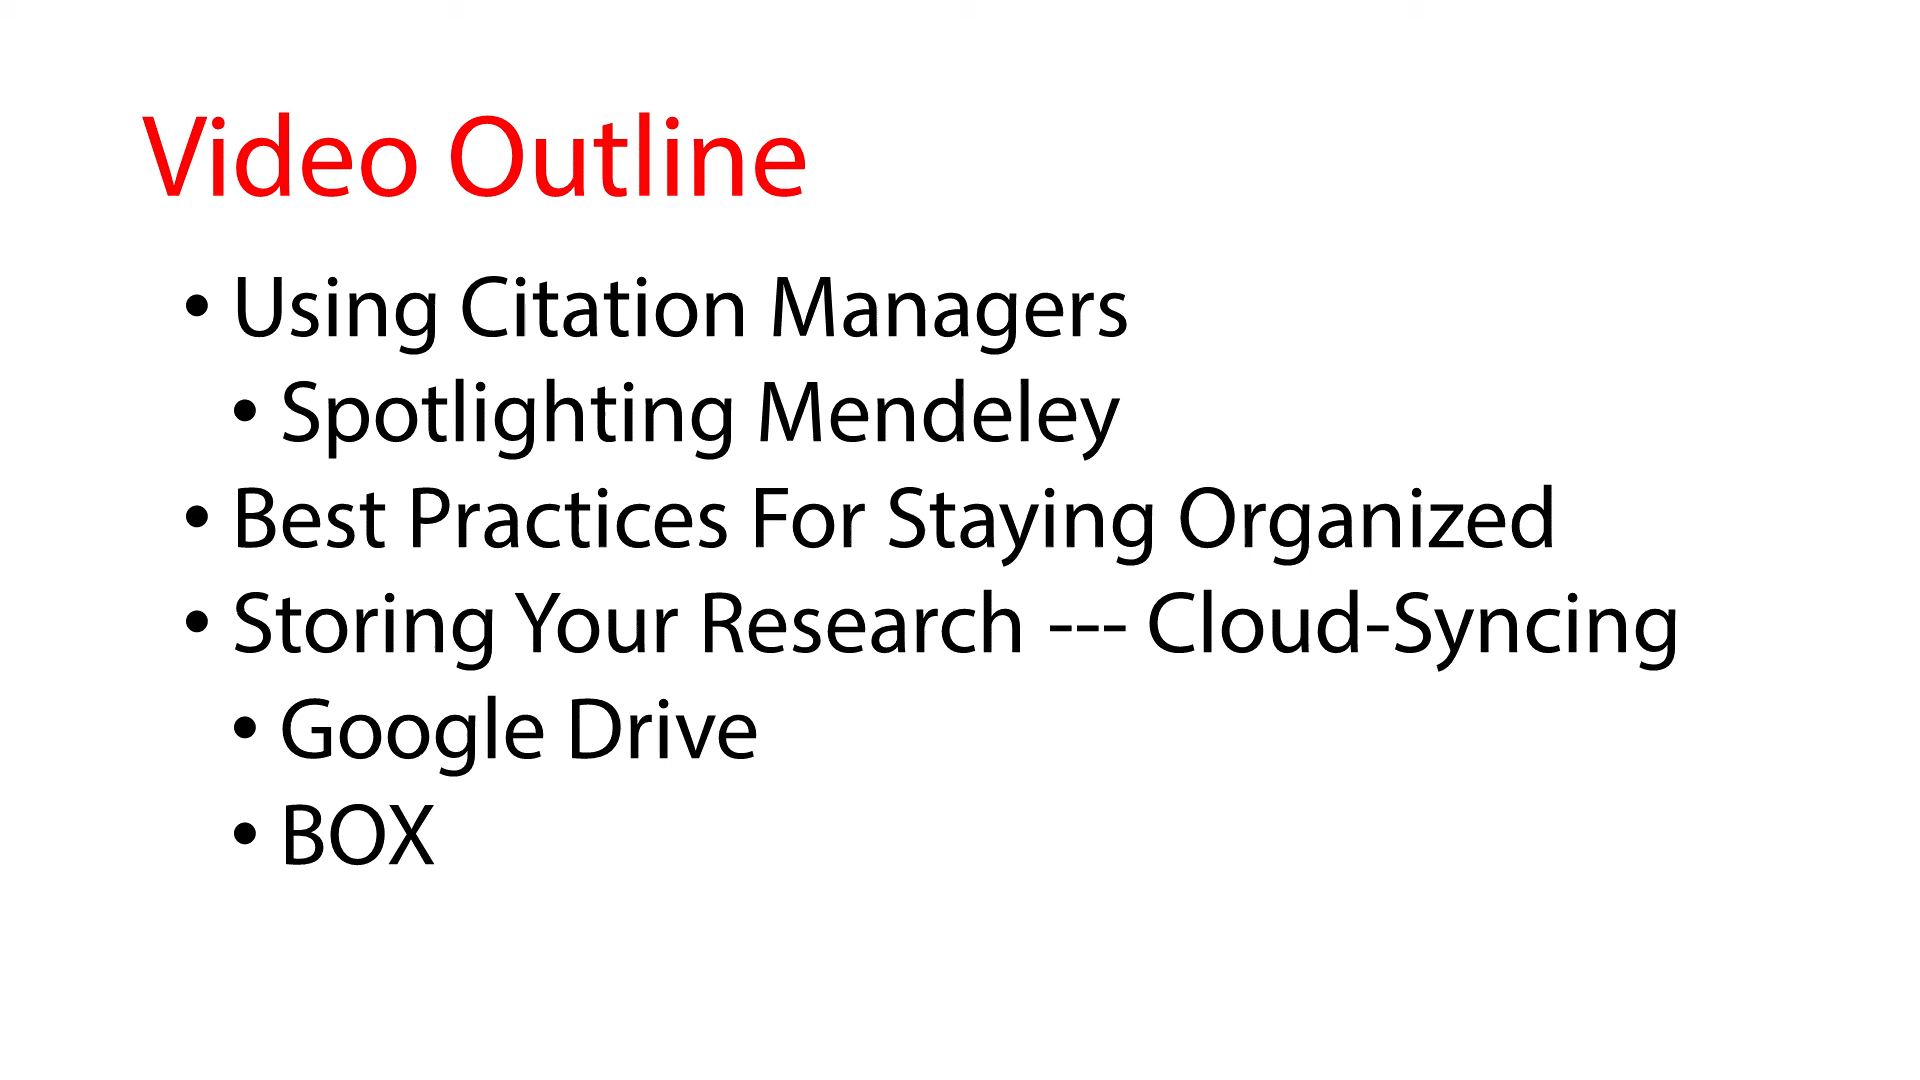 Video Outline
• Using Citation Managers
• Spotlighting Mendeley
• Best Practices For Staying Organized
• Storing Your Research --- Cloud-Syncing
• Google Drive
• BOX